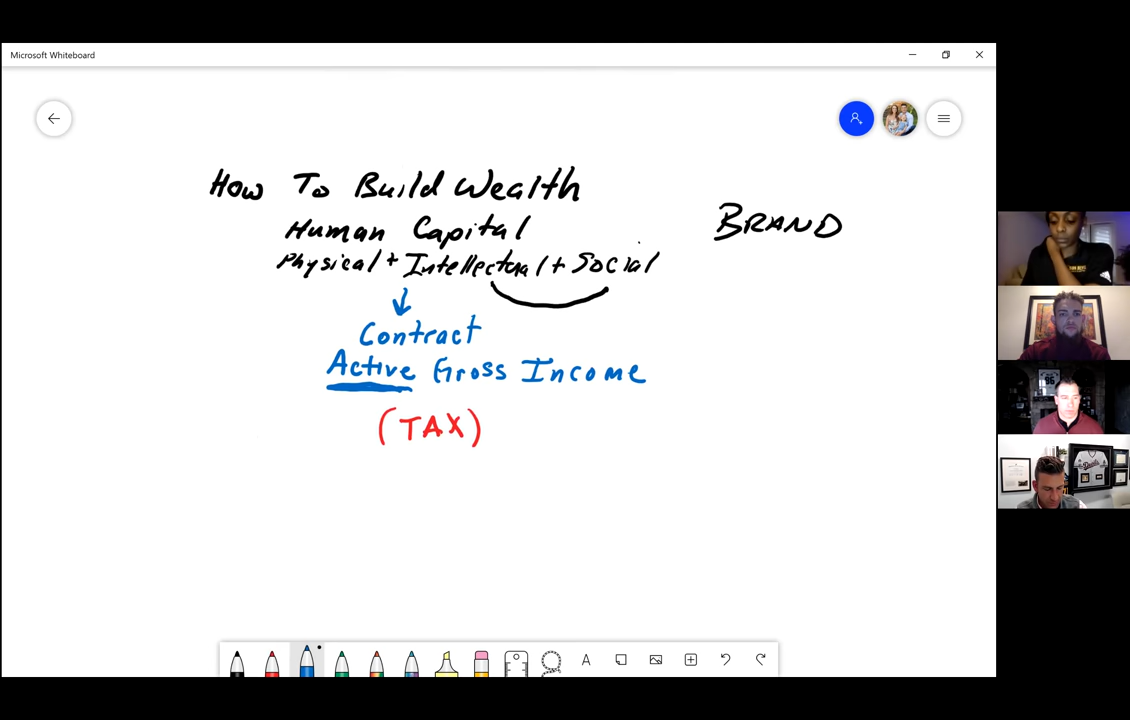 Microsoft Whiteboard
How To Build Wealth
BRAND
Human Capital
Physical + Intellectual + Social
Contract
Active Gross Income
(TAX)
A